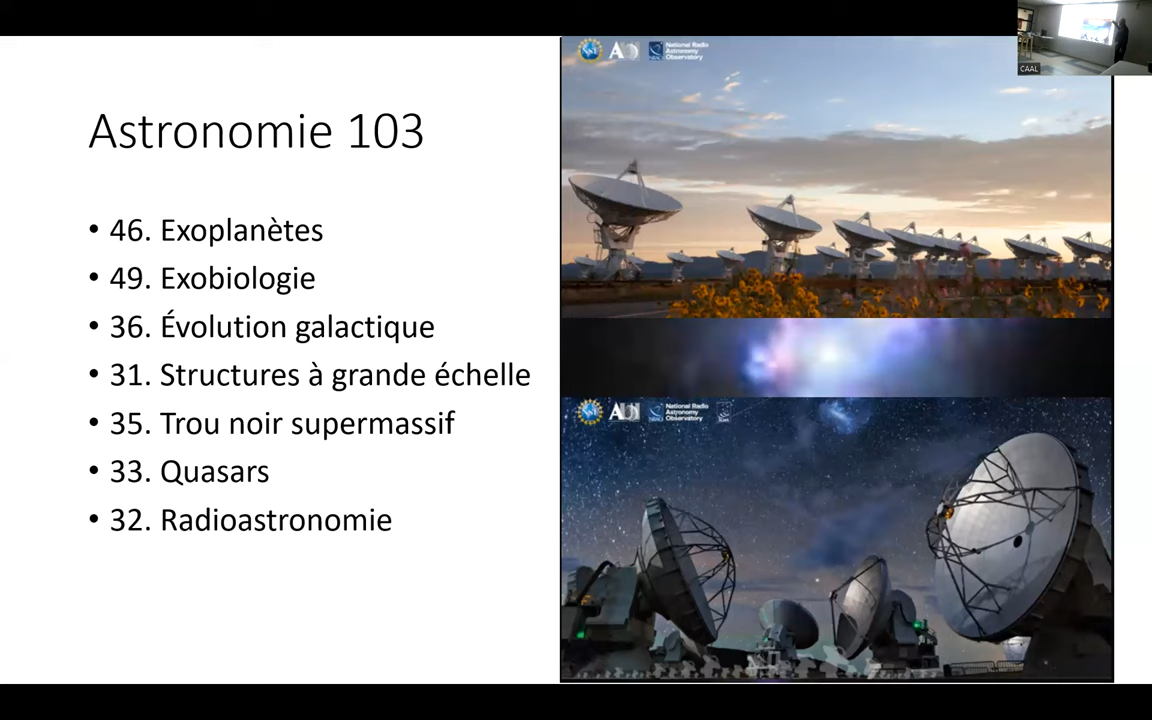 Astronomie 103
• 46. Exoplanètes
• 49. Exobiologie
• 36. Évolution galactique
• 31. Structures à grande échelle
• 35. Trou noir supermassif
• 33. Quasars
• 32. Radioastronomie
National Radio
Astronomy
Observatory
National Radio
Astronomy
Observatory
CAAL